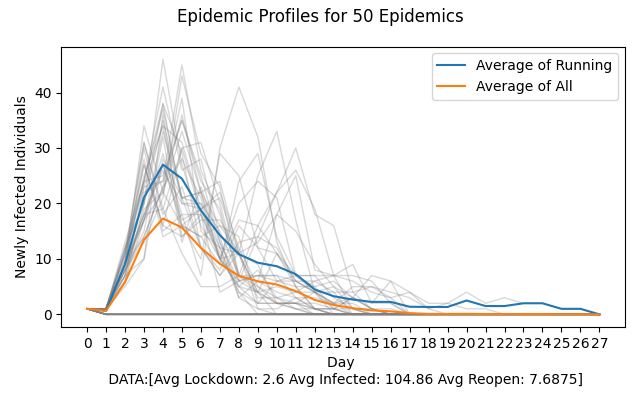 Epidemic Profiles for 50 Epidemics
Average of Running
Average of All
Newly Infected Individuals
40
30
20
10
0
0 1 2 3 4 5 6 7 8 9 10 11 12 13 14 15 16 17 18 19 20 21 22 23 24 25 26 27
Day
DATA:[Avg Lockdown: 2.6 Avg Infected: 104.86 Avg Reopen: 7.6875]